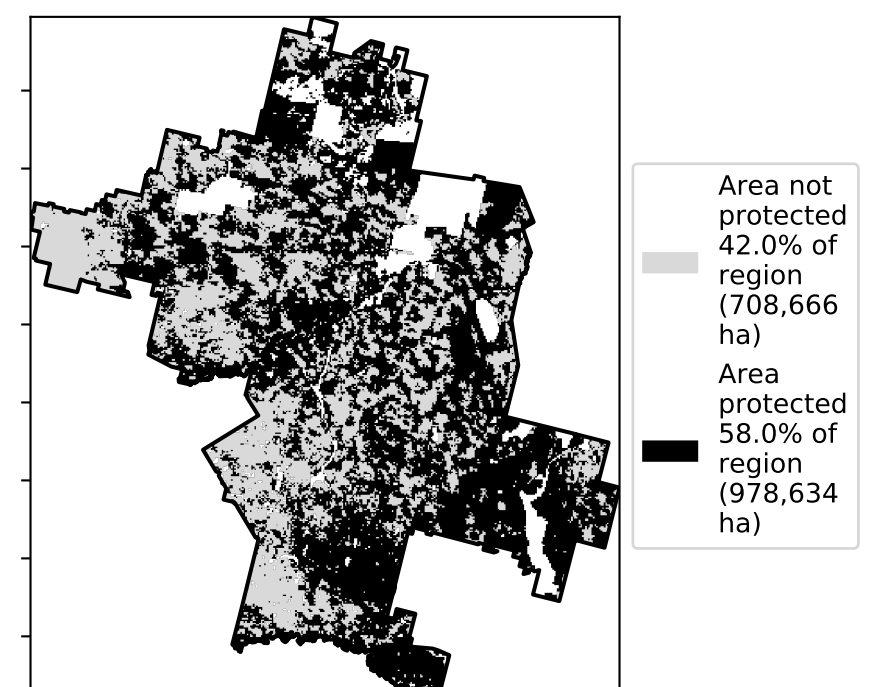 Area not
protected
42.0% of
region
(708,666
ha)
Area
protected
58.0% of
region
(978,634
ha)